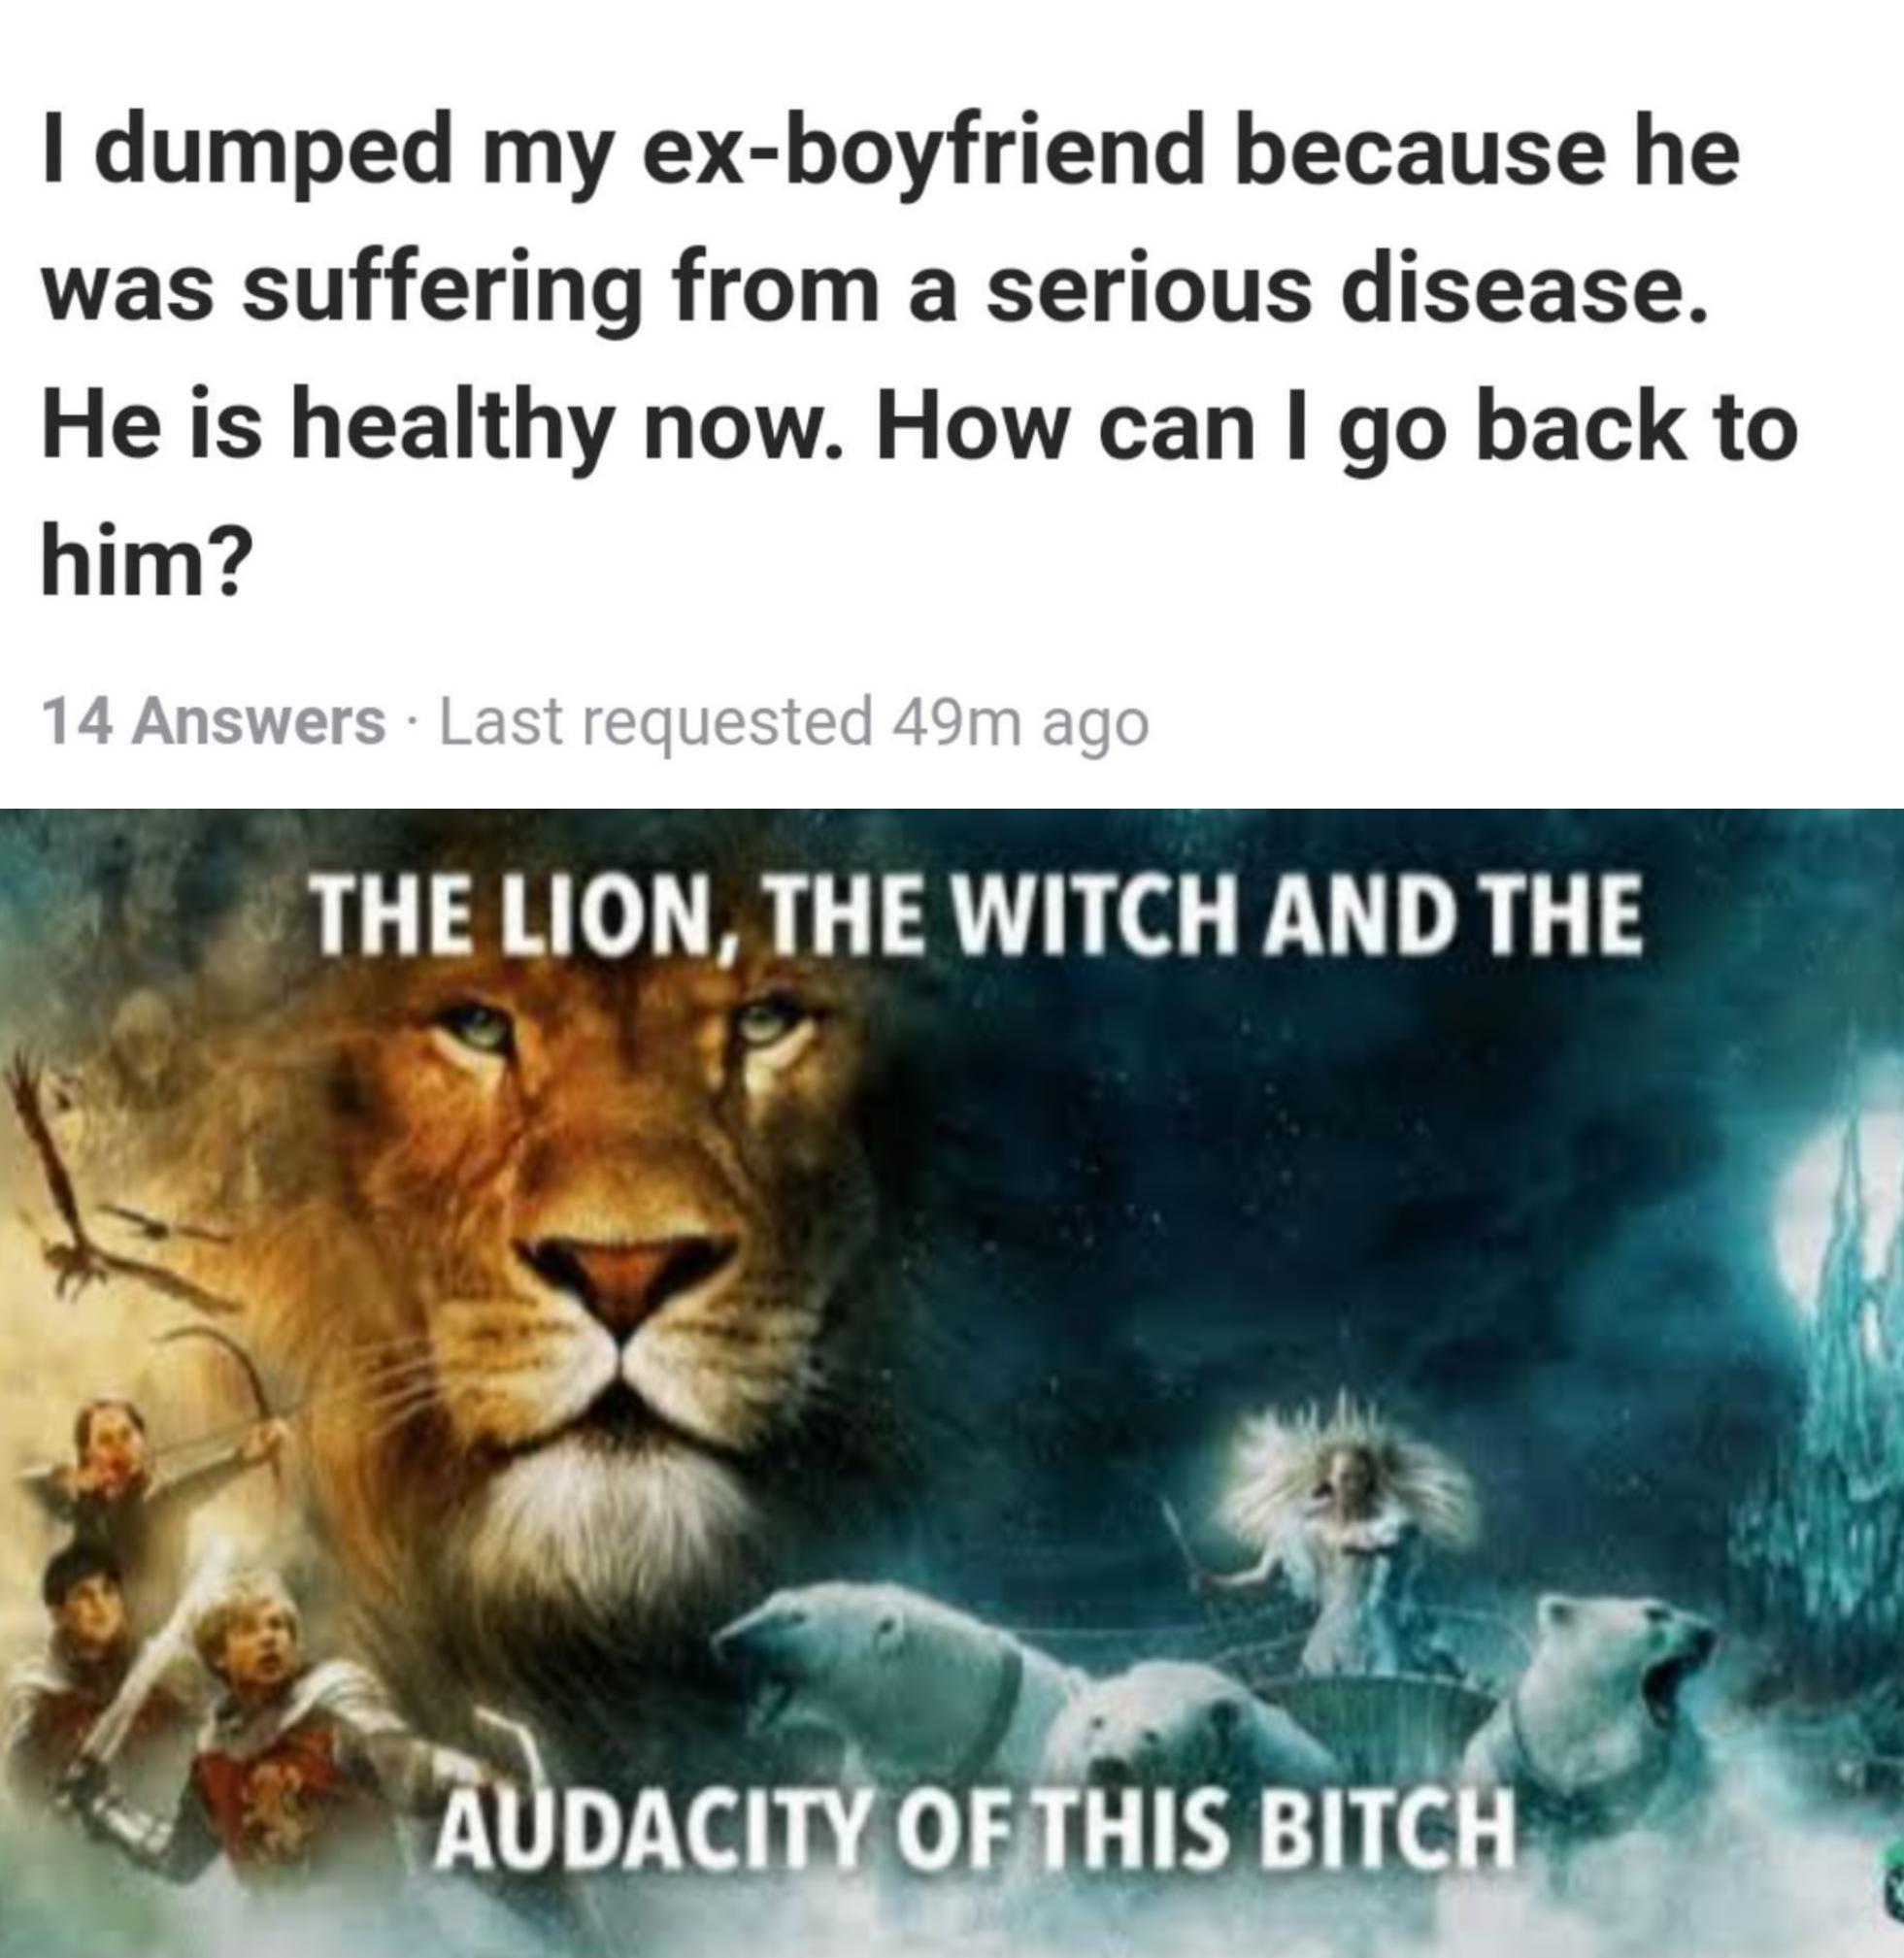 I dumped my ex-boyfriend because he
was suffering from a serious disease.
He is healthy now. How can I go back to
him?
14 Answers · Last requested 49m ago
THE LION, THE WITCH AND THE
AUDACITY OF THIS BITCH